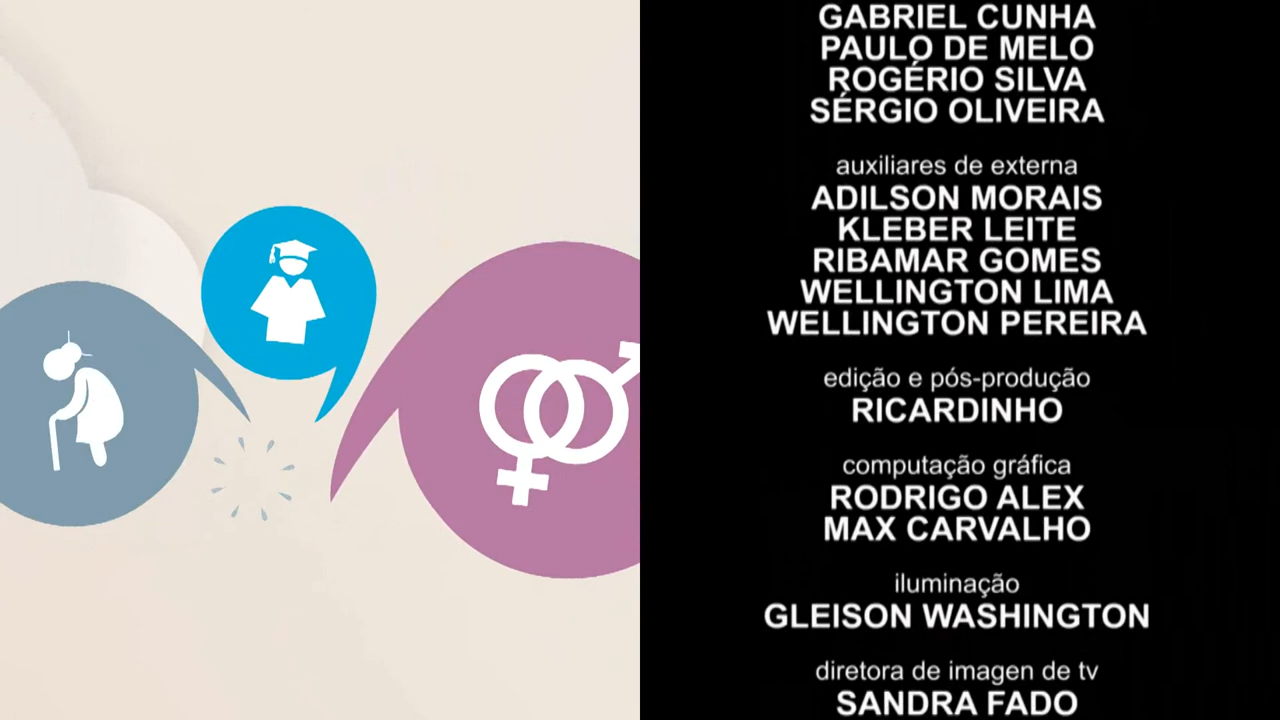 GABRIEL CUNHA
PAULO DE MELO
ROGÉRIO SILVA
SÉRGIO OLIVEIRA
auxiliares de externa
ADILSON MORAIS
KLEBER LEITE
RIBAMAR GOMES
WELLINGTON LIMA
WELLINGTON PEREIRA
edição e pós-produção
RICARDINHO
computação gráfica
RODRIGO ALEX
MAX CARVALHO
iluminação
GLEISON WASHINGTON
diretora de imagen de tv
SANDRA FADO